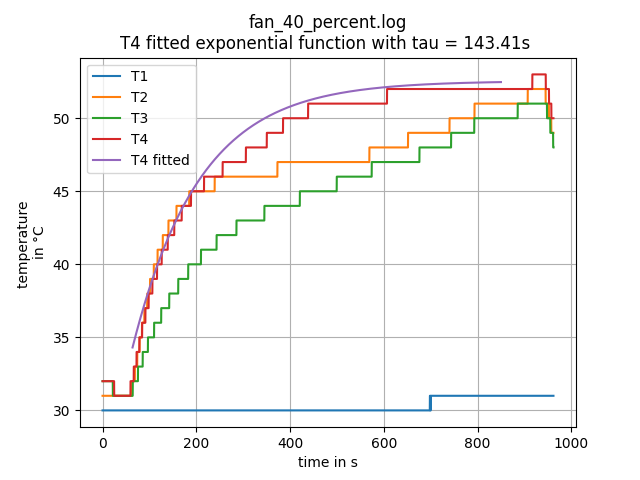 fan_40_percent.log
T4 fitted exponential function with tau = 143.41s
T1
T2
T3
T4
T4 fitted
50
45
40
35
30
temperature
in °C
0
200
400
600
800
1000
time in s